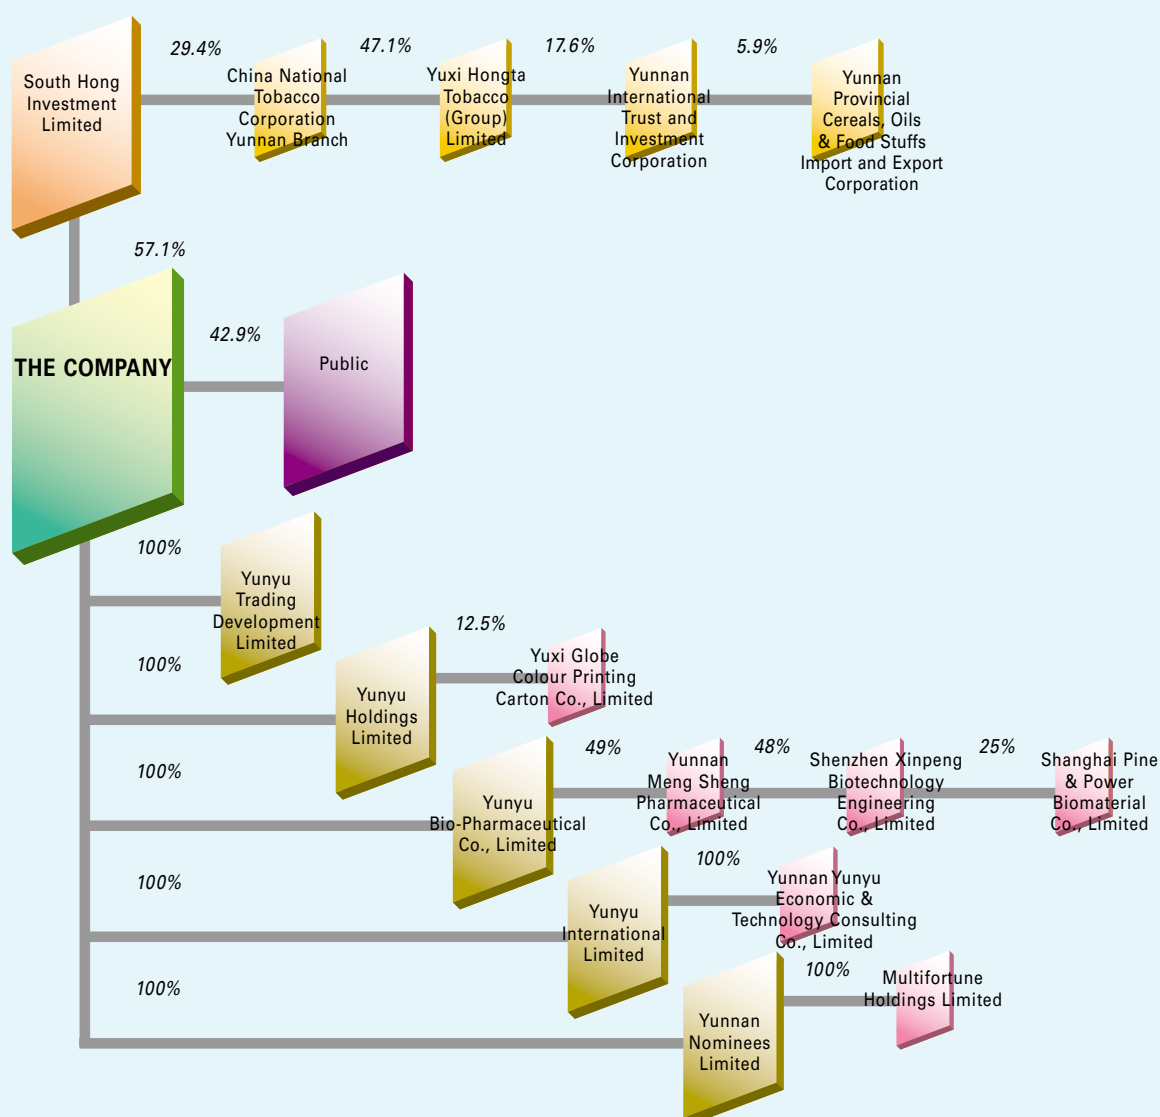 29.4%
47.1%
17.6%
5.9%
South Hong
Investment
Limited
China National
Tobacco
Corporation
Yunnan Branch
Yuxi Hongta
Tobacco
(Group)
Limited
Yunnan
International
Trust and
Investment
Corporation
Yunnan
Provincial
Cereals, Oils
& Food Stuffs
Import and Export
Corporation
57.1%
THE COMPANY
42.9%
Public
100%
Yunyu
Trading
Development
Limited
100%
Yunyu
Holdings
Limited
12.5%
Yuxi Globe
Colour Printing
Carton Co., Limited
100%
Yunyu
Bio-Pharmaceutical
Co., Limited
49%
Yunnan
Meng Sheng
Pharmaceutical
Co., Limited
48%
Shenzhen Xinpeng
Biotechnology
Engineering
Co., Limited
25%
Shanghai Pine
& Power
Biomaterial
Co., Limited
100%
Yunyu
International
Limited
100%
Yunnan Yunyu
Economic &
Technology Consulting
Co., Limited
100%
Yunnan
Nominees
Limited
100%
Multifortune
Holdings Limited